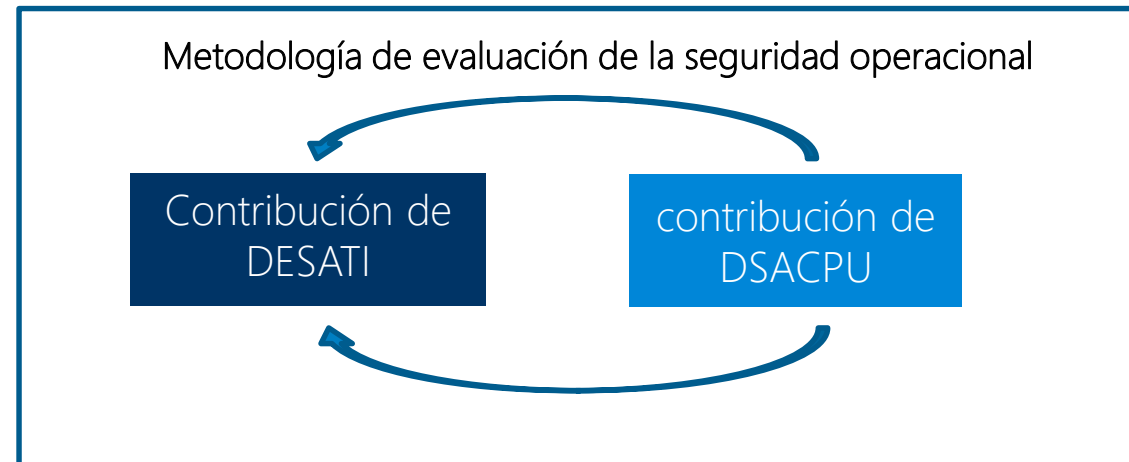 Metodología de evaluación de la seguridad operacional
Contribución de
DESATI
contribución de
DSACPU